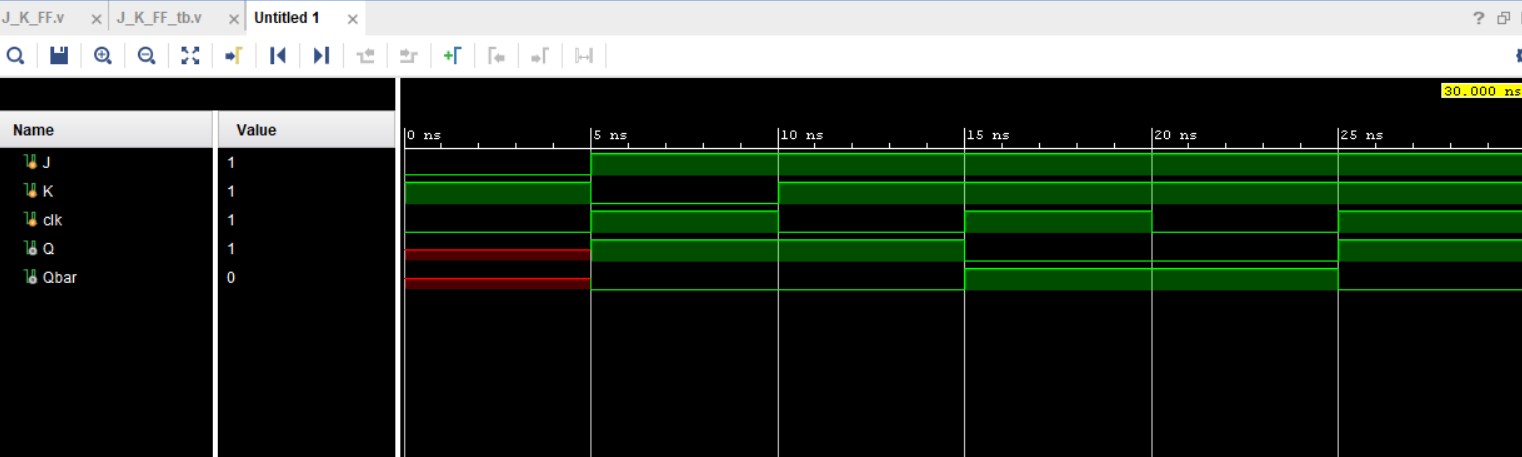 J_K_FF.v J_K_FF_tb.v Untitled 1 ?
30.000 ns
Name Value 0 ns 5 ns 10 ns 15 ns 20 ns 25 ns
J 1
K 1
clk 1
Q 1
Qbar 0